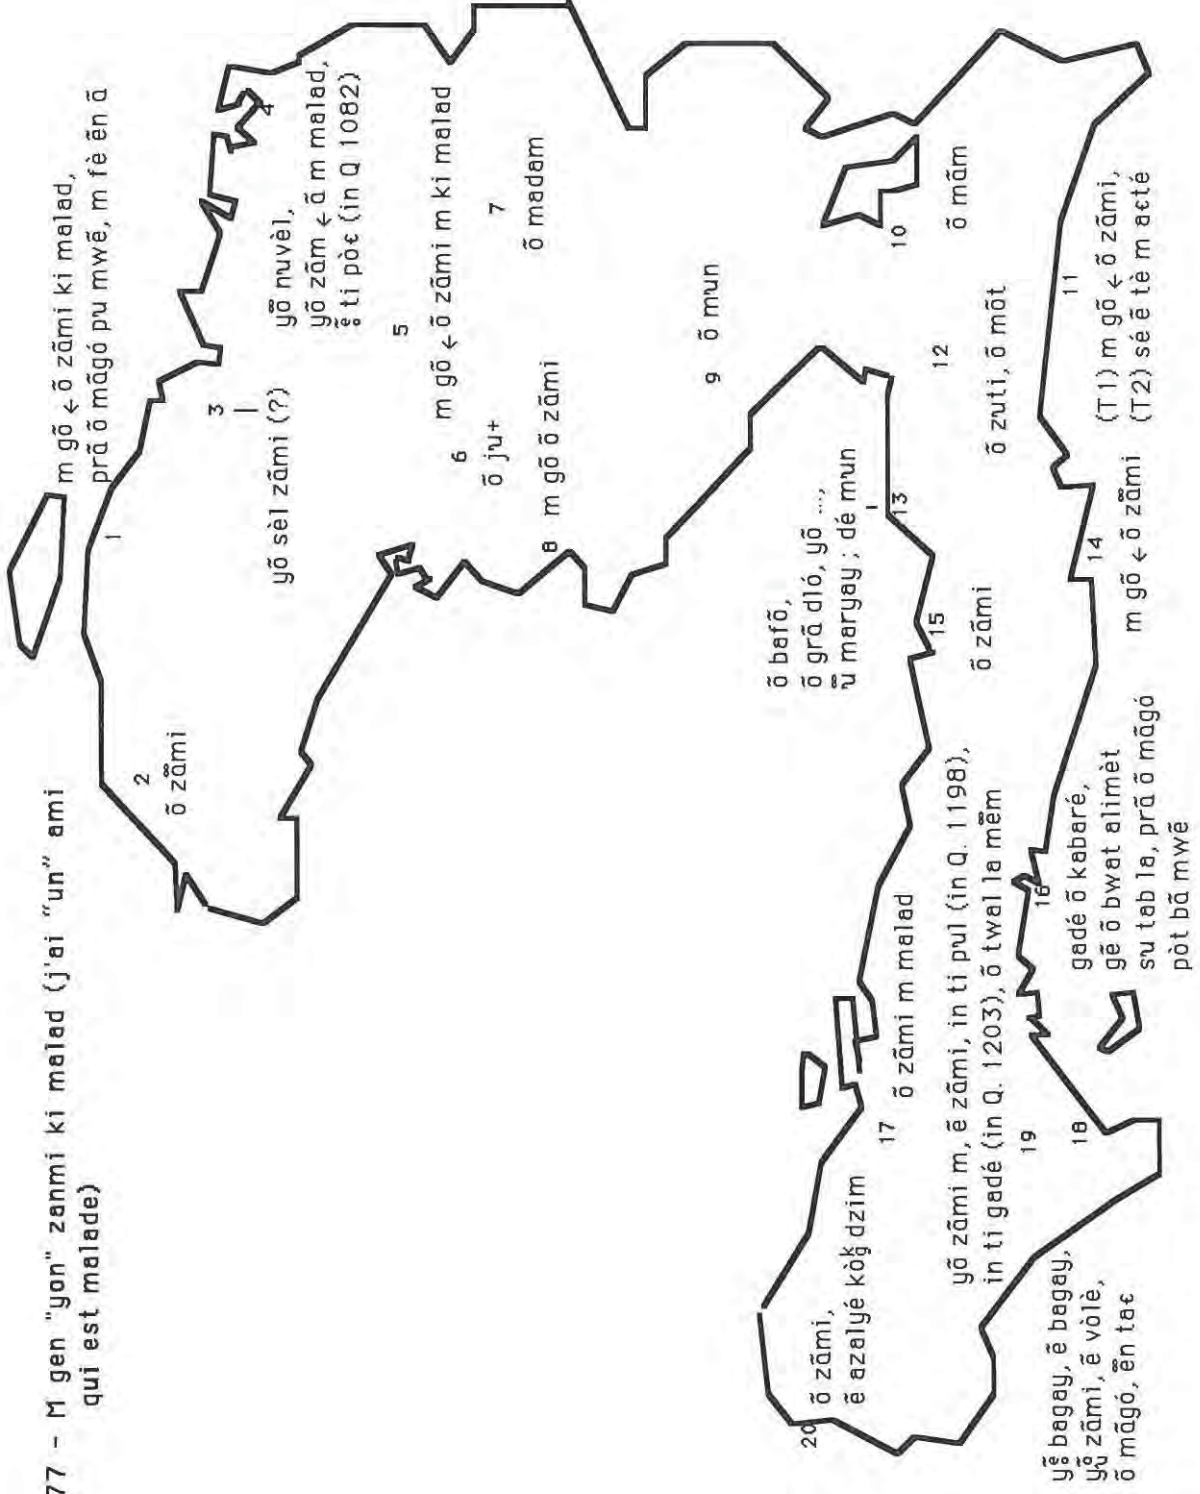 77 - M gen "yon" zanmi ki malad (j'ai "un" ami
qui est malade)
1
m gõ ← õ zãmi ki malad,
prã õ mãgó pu mwẽ, m fè ẽn ã
2
õ zãmi
3
yõ sèl zãmi (?)
4
yõ nuvèl,
yõ zãm ← ã m malad,
ẽ ti pòє (in Q 1082)
5
m gõ ← õ zãmi m ki malad
6
õ ju+
7
õ madam
8
m gõ õ zãmi
9
õ mun
10
õ mãm
11
(T1) m gõ ← õ zãmi,
(T2) sé ẽ tè m aєté
12
õ zuti, õ mõt
13
õ bafõ,
õ grã dló, yõ ...,
maryay ; dé mun
14
m gõ ← õ zãmi
15
õ zãmi
16
gadé õ kabaré,
gẽ õ bwat alimèt
su tab la, prã õ mãgó
pòt bã mwẽ
17
õ zãmi m malad
18
19
yõ zãmi m, ẽ zãmi, in ti pul (in Q. 1198),
in ti gadé (in Q. 1203), õ twal la mẽm
bagay, ẽ bagay,
zãmi, ẽ vòlè,
õ mãgó, ẽn taє
20
õ zãmi,
ẽ azalyé dzim